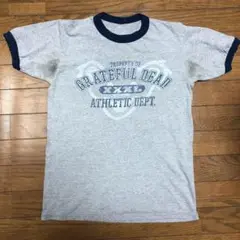 PROPERTY OF
GRATEFUL DEAD
XXXL
ATHLETIC DEPT.